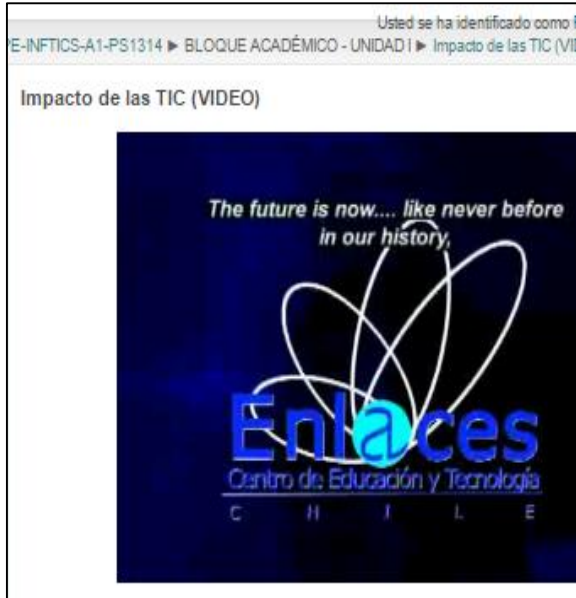 Usted se ha identificado como
E-INFTICS-A1-PS1314 ► BLOQUE ACADÉMICO - UNIDAD I ► Impacto de las TIC
Impacto de las TIC (VIDEO)
The future is now.... like never before
in our history,
Enlaces
Centro de Educación y Tecnología
C H I L E